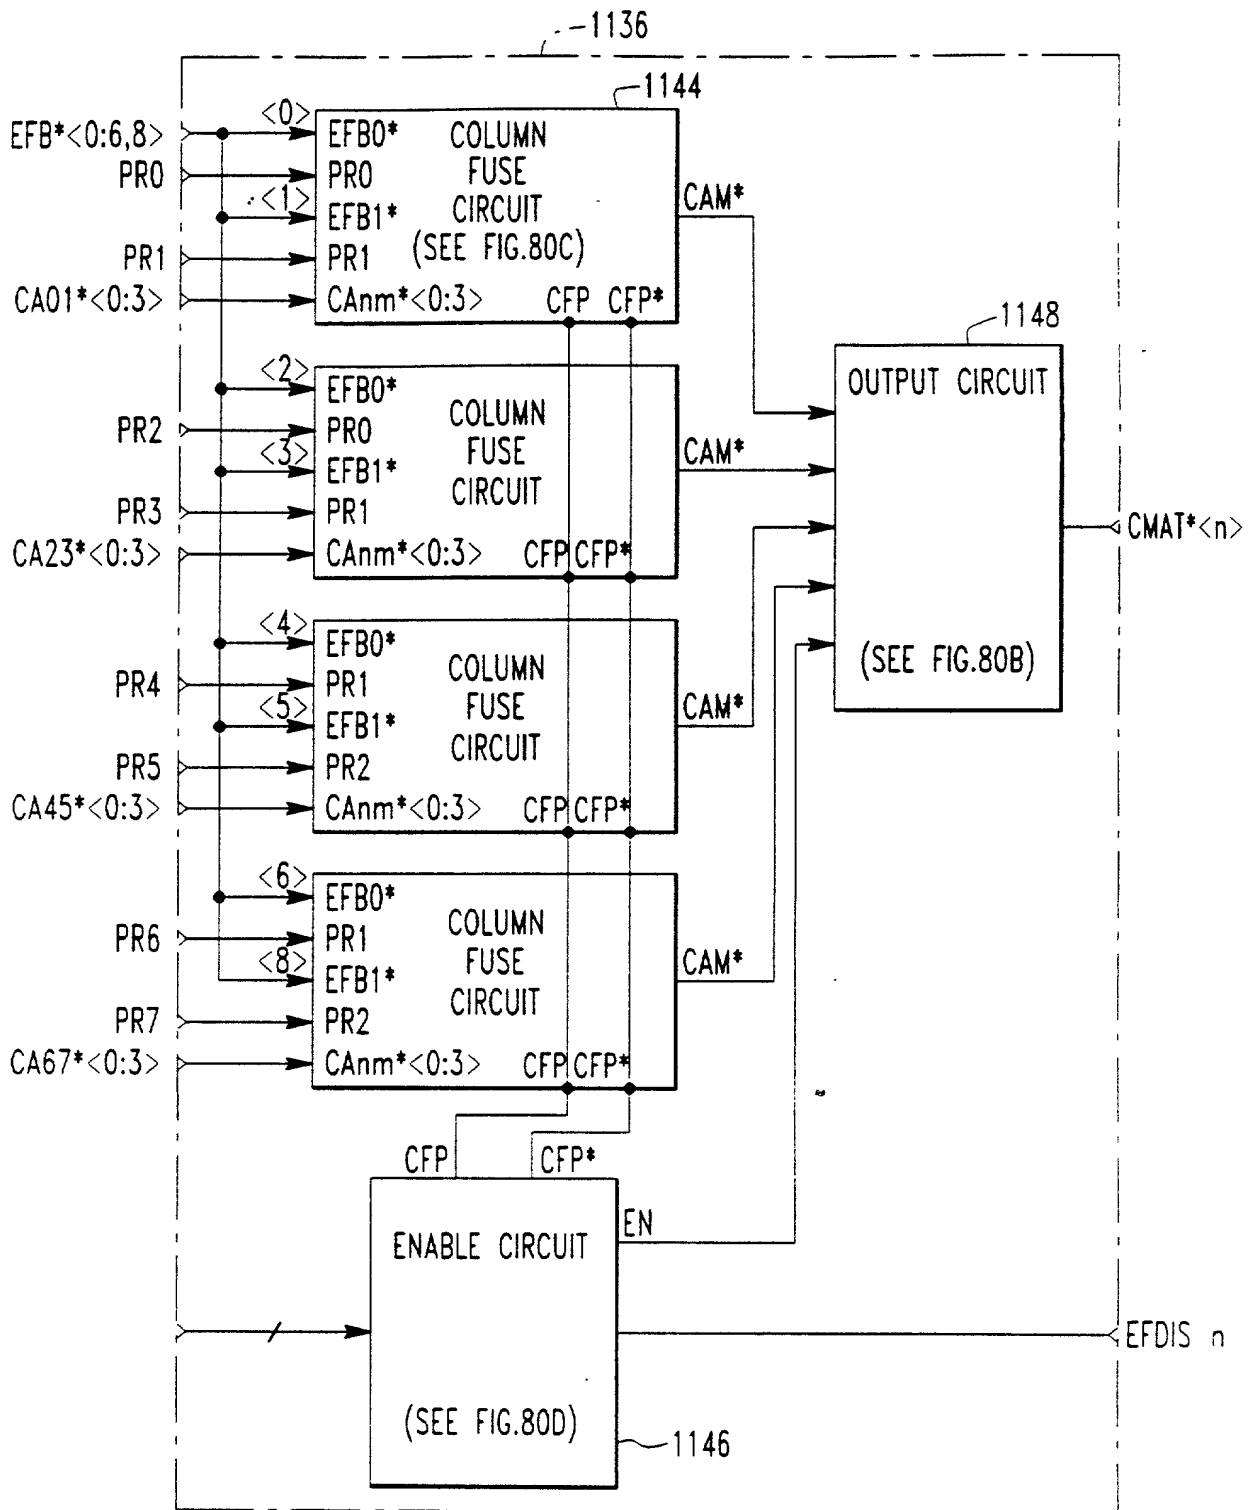 1136
1144
EFB*<0:6,8>
<0>
EFB0*
COLUMN
FUSE
CIRCUIT
(SEE FIG.80C)
PR0
PR0
<1>
EFB1*
CAM*
PR1
PR1
CA01*<0:3>
CAnm*<0:3>
CFP
CFP*
1148
OUTPUT CIRCUIT
(SEE FIG.80B)
<2>
EFB0*
COLUMN
FUSE
CIRCUIT
PR2
PR0
<3>
EFB1*
CAM*
PR3
PR1
CA23*<0:3>
CAnm*<0:3>
CFP
CFP*
CMAT*<n>
<4>
EFB0*
COLUMN
FUSE
CIRCUIT
PR4
PR1
<5>
EFB1*
CAM*
PR5
PR2
CA45*<0:3>
CAnm*<0:3>
CFP
CFP*
<6>
EFB0*
COLUMN
FUSE
CIRCUIT
PR6
PR1
<8>
EFB1*
CAM*
PR7
PR2
CA67*<0:3>
CAnm*<0:3>
CFP
CFP*
CFP
CFP*
EN
ENABLE CIRCUIT
(SEE FIG.80D)
EFDIS n
1146